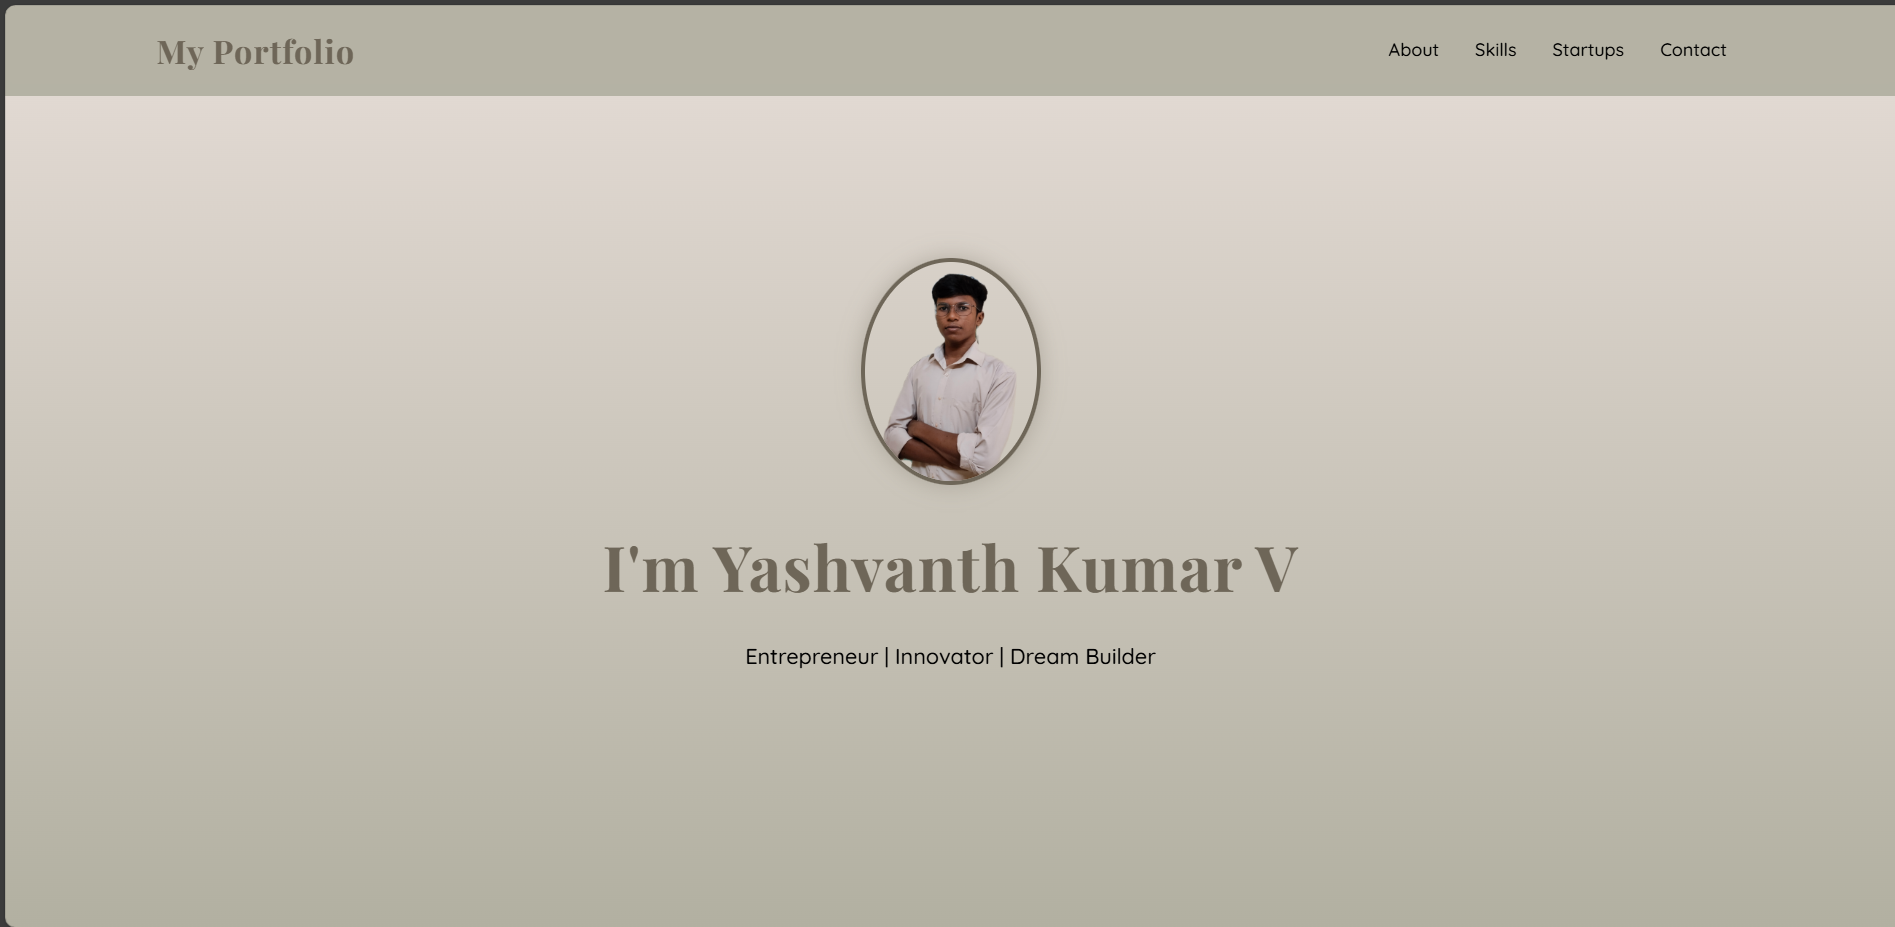 My Portfolio
About Skills Startups Contact
I'm Yashvanth Kumar V
Entrepreneur | Innovator | Dream Builder